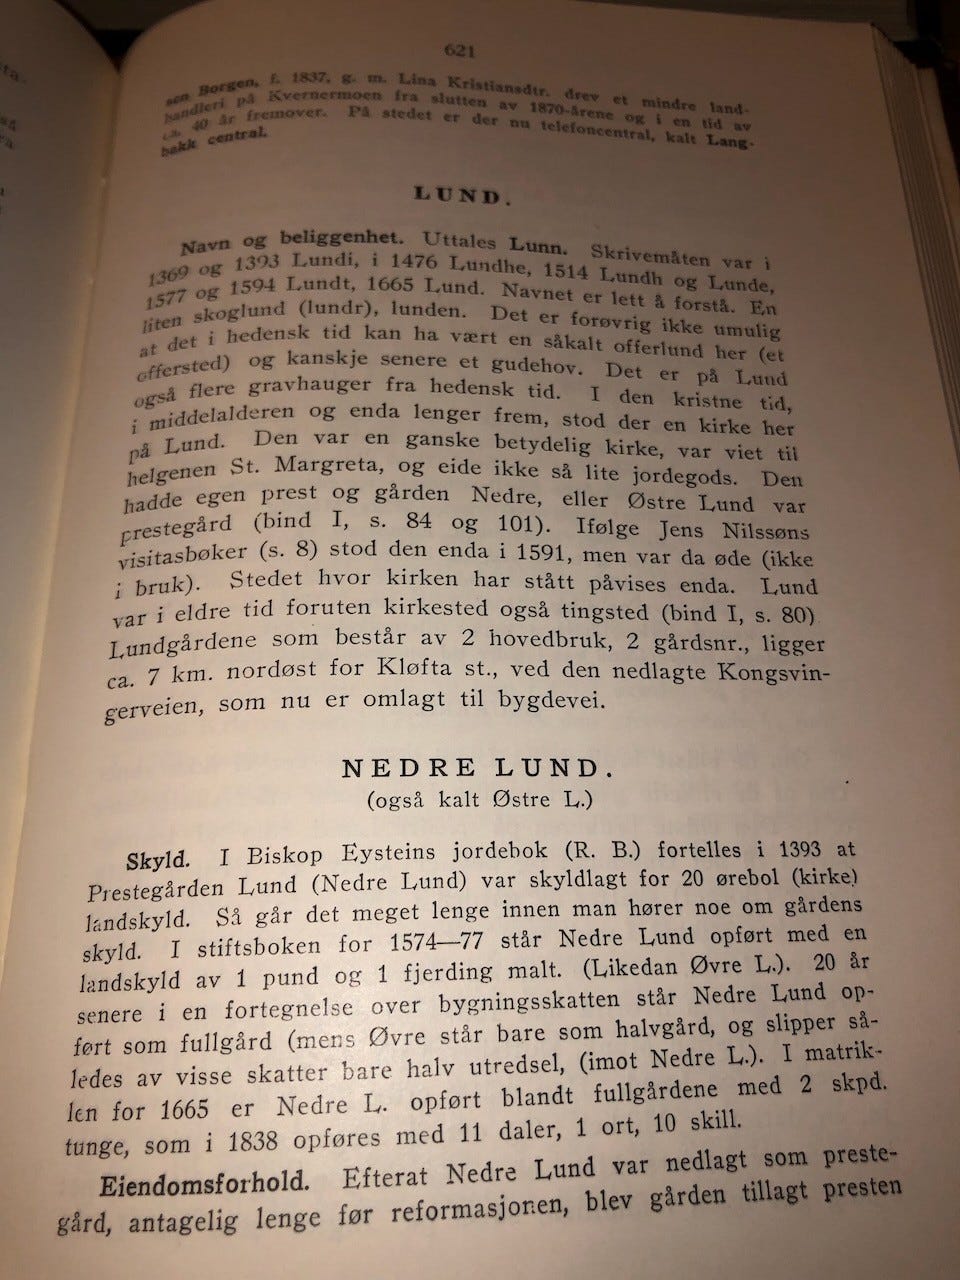 621
sen Borgen, f. 1837, g. m. Lina Kristiansdtr. drev et mindre land-
handleri på Kvernermoen fra slutten av 1870-årene og i en tid av
ca. 40 år fremover. På stedet er der nu telefoncentral, kalt Lang-
bakk central.
LUND.
Navn og beliggenhet. Uttales Lunn. Skrivemåten var i
1369 og 1393 Lundi, i 1476 Lundhe, 1514 Lundh og Lunde,
1577 og 1594 Lundt, 1665 Lund. Navnet er lett å forstå. En
liten skoglund (lundr), lunden. Det er forøvrig ikke umulig
at det i hedensk tid kan ha vært en såkalt offerlund her (et
offersted) og kanskje senere et gudehov. Det er på Lund
også flere gravhauger fra hedensk tid. I den kristne tid,
i middelalderen og enda lenger frem, stod der en kirke her
på Lund. Den var en ganske betydelig kirke, var viet til
helgenen St. Margreta, og eide ikke så lite jordegods. Den
hadde egen prest og gården Nedre, eller Østre Lund var
prestegård (bind I, s. 84 og 101). Ifølge Jens Nilssøns
visitasbøker (s. 8) stod den enda i 1591, men var da øde (ikke
i bruk). Stedet hvor kirken har stått påvises enda. Lund
var i eldre tid foruten kirkested også tingsted (bind I, s. 80)
Lundgårdene som består av 2 hovedbruk, 2 gårdsnr., ligger
ca. 7 km. nordøst for Kløfta st., ved den nedlagte Kongsvin-
gerveien, som nu er omlagt til bygdevei.
NEDRE LUND.
(også kalt Østre L.)
Skyld. I Biskop Eysteins jordebok (R. B.) fortelles i 1393 at
Prestegården Lund (Nedre Lund) var skyldlagt for 20 ørebol (kirke)
landskyld. Så går det meget lenge innen man hører noe om gårdens
skyld. I stiftsboken for 1574—77 står Nedre Lund opført med en
landskyld av 1 pund og 1 fjerding malt. (Likedan Øvre L.). 20 år
senere i en fortegnelse over bygningsskatten står Nedre Lund op-
ført som fullgård (mens Øvre står bare som halvgård, og slipper så-
ledes av visse skatter bare halv utredsel, (imot Nedre L.). I matrik-
len for 1665 er Nedre L. opført blandt fullgårdene med 2 skpd.
tunge, som i 1838 opføres med 11 daler, 1 ort, 10 skill.
Eiendomsforhold. Efterat Nedre Lund var nedlagt som preste-
gård, antagelig lenge før reformasjonen, blev gården tillagt presten